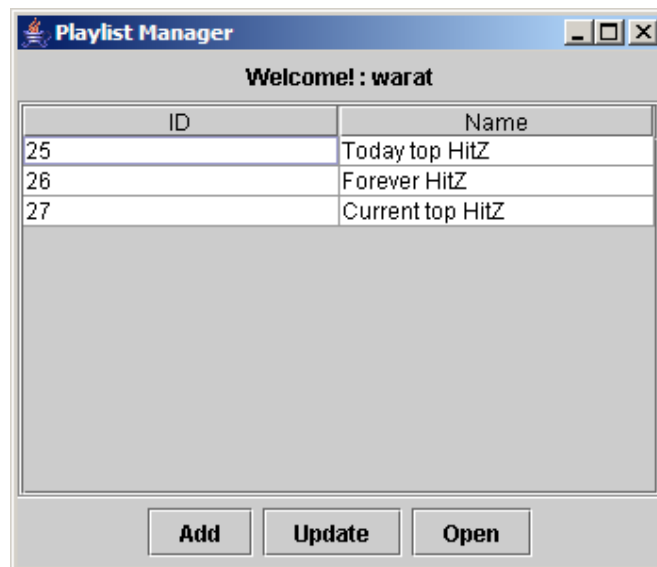 Playlist Manager
Welcome! : warat
ID Name
25 Today top HitZ
26 Forever HitZ
27 Current top HitZ
Add Update Open